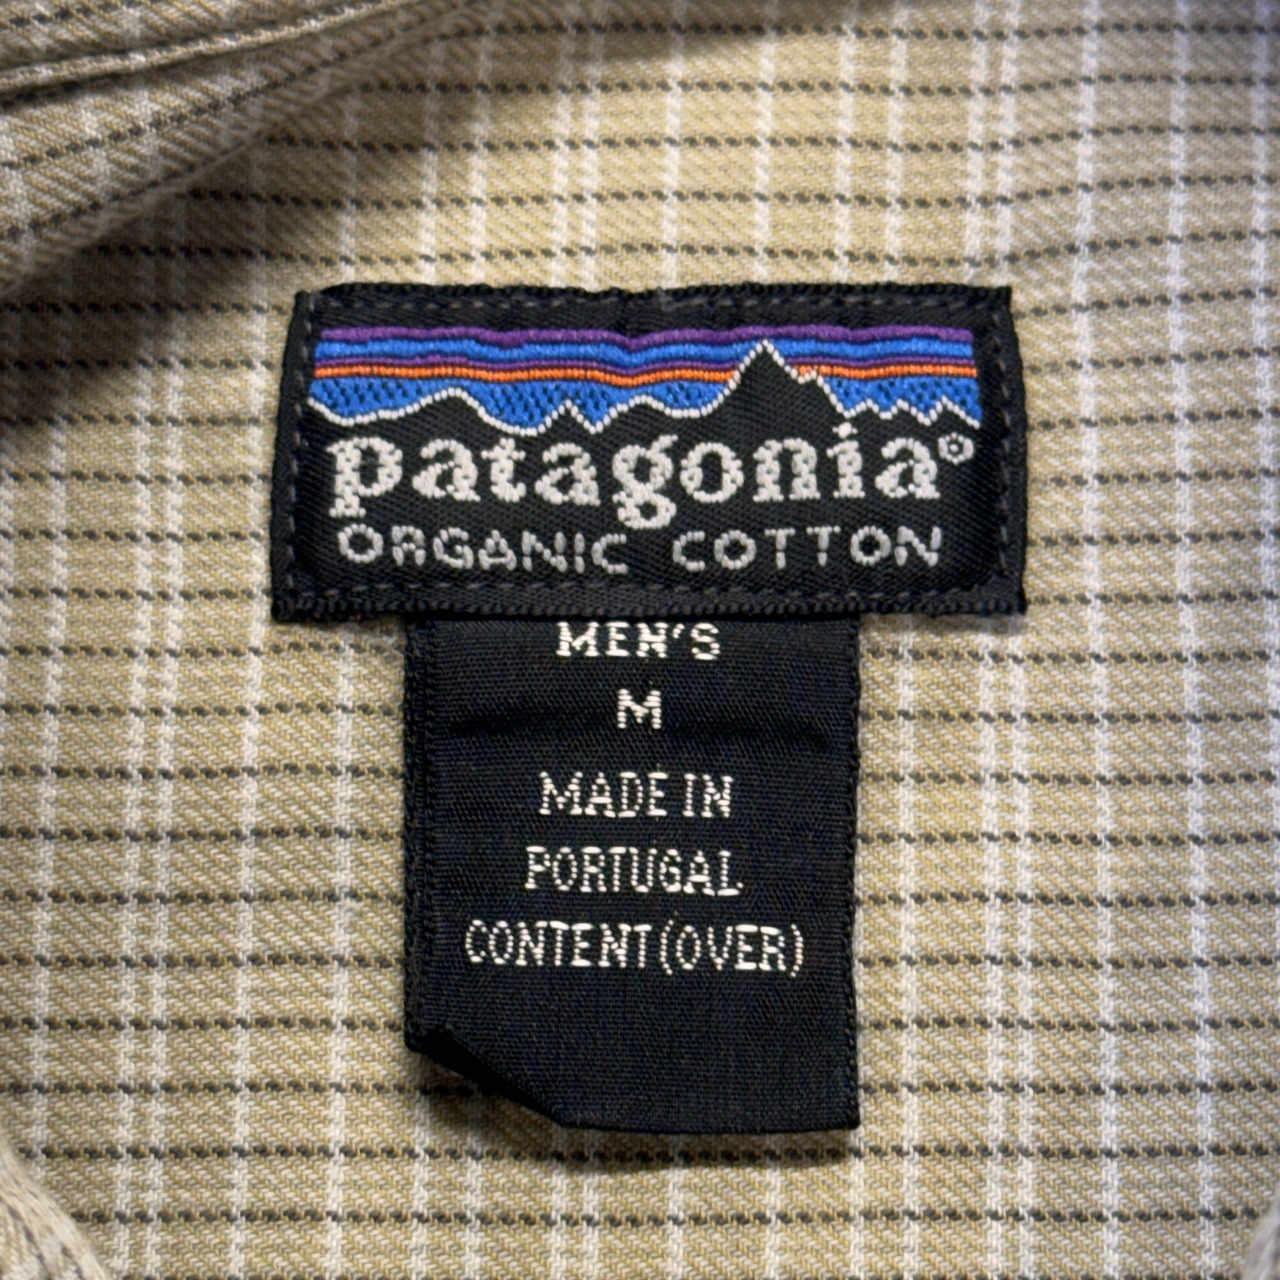 patagonia®
ORGANIC COTTON
MEN'S
M
MADE IN
PORTUGAL
CONTENT(OVER)